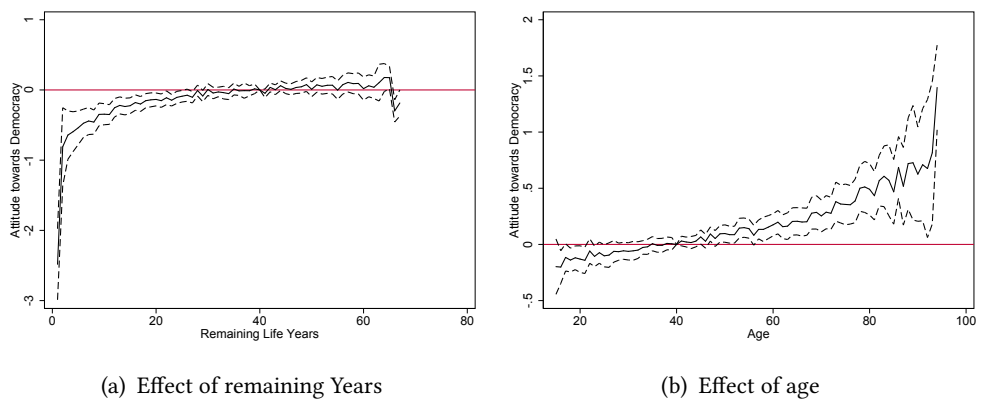 1
0
-1
-2
-3
Attitude towards Democracy
0 20 40 60 80
Remaining Life Years
(a) Effect of remaining Years
2
1.5
1
.5
0
-.5
Attitude towards Democracy
20 40 60 80 100
Age
(b) Effect of age